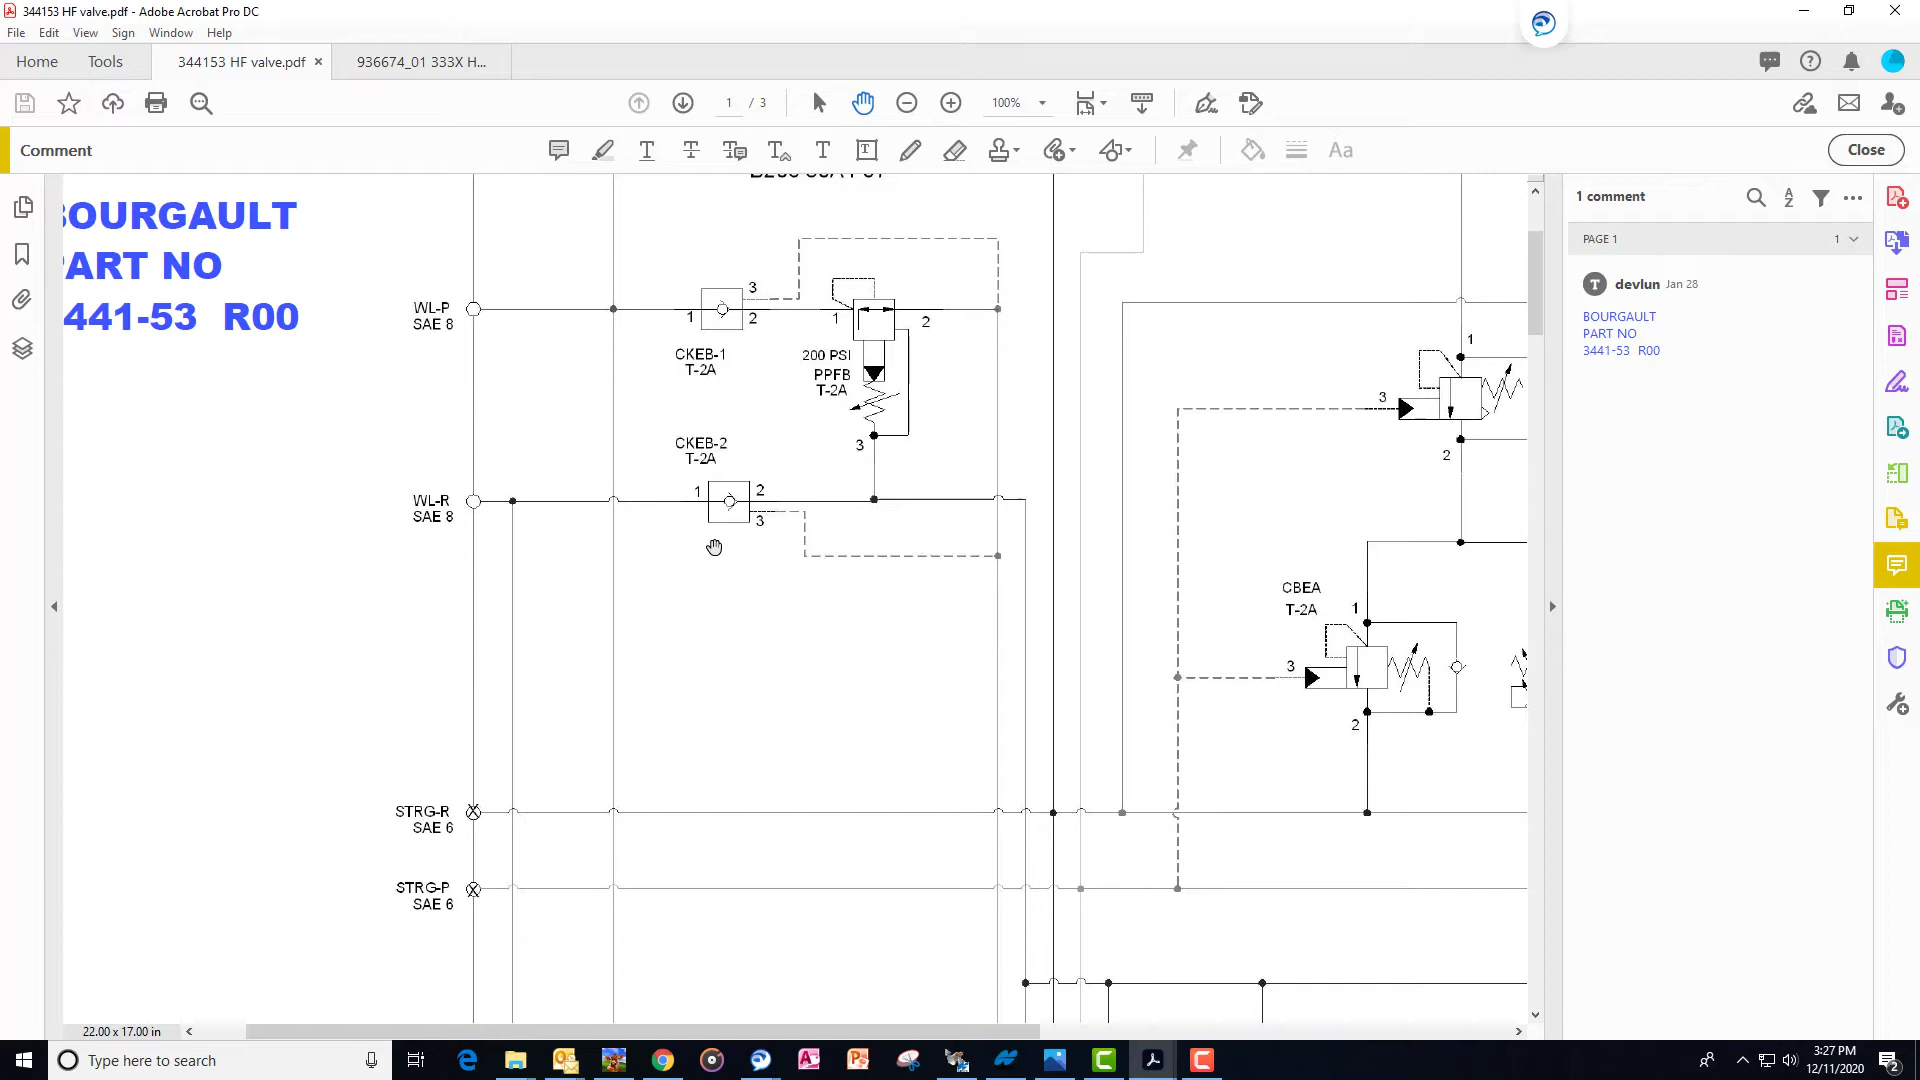 344153 HF valve.pdf - Adobe Acrobat Pro DC
File Edit View Sign Window Help
Home Tools 344153 HF valve.pdf × 936674_01 333X H...
1 / 3 100%
Comment
T Aa Close
BOURGAULT
PART NO
441-53 R00
WL-P
SAE 8
1
3
2
CKEB-1
T-2A
1
2
200 PSI
PPFB
T-2A
3
CKEB-2
T-2A
WL-R
SAE 8
1
2
3
1
3
2
CBEA
T-2A
1
3
2
STRG-R
SAE 6
STRG-P
SAE 6
22.00 x 17.00 in
1 comment
PAGE 1 1
T devlun Jan 28
BOURGAULT
PART NO
3441-53 R00
Type here to search
3:27 PM
12/11/2020
2